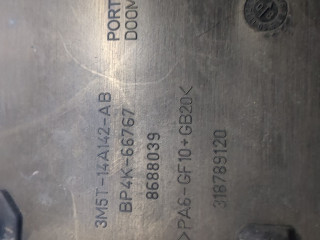 3M5T-14A142-AB
BP4K-66767
8688039
>PA6-GF10+GB20<
318789120
PORT
DOOM